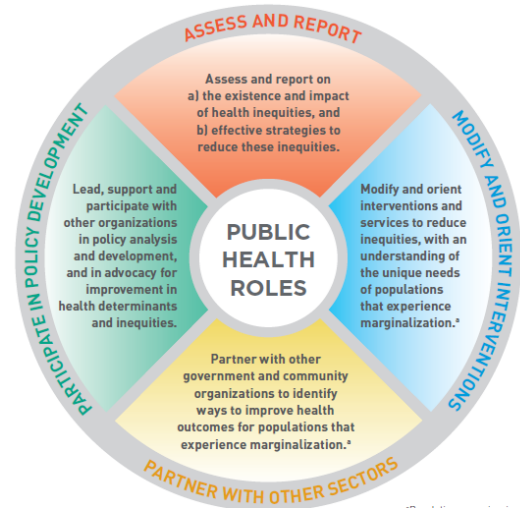 ASSESS AND REPORT
Assess and report on
a) the existence and impact
of health inequities, and
b) effective strategies to
reduce these inequities.
MODIFY AND ORIENT INTERVENTIONS
Modify and orient
interventions and
services to reduce
inequities, with an
understanding of
the unique needs
of populations
that experience
marginalization.ª
PARTNER WITH OTHER SECTORS
Partner with other
government and community
organizations to identify
ways to improve health
outcomes for populations that
experience marginalization.ª
PARTICIPATE IN POLICY DEVELOPMENT
Lead, support and
participate with
other organizations
in policy analysis
and development,
and in advocacy for
improvement in
health determinants
and inequities.
PUBLIC
HEALTH
ROLES